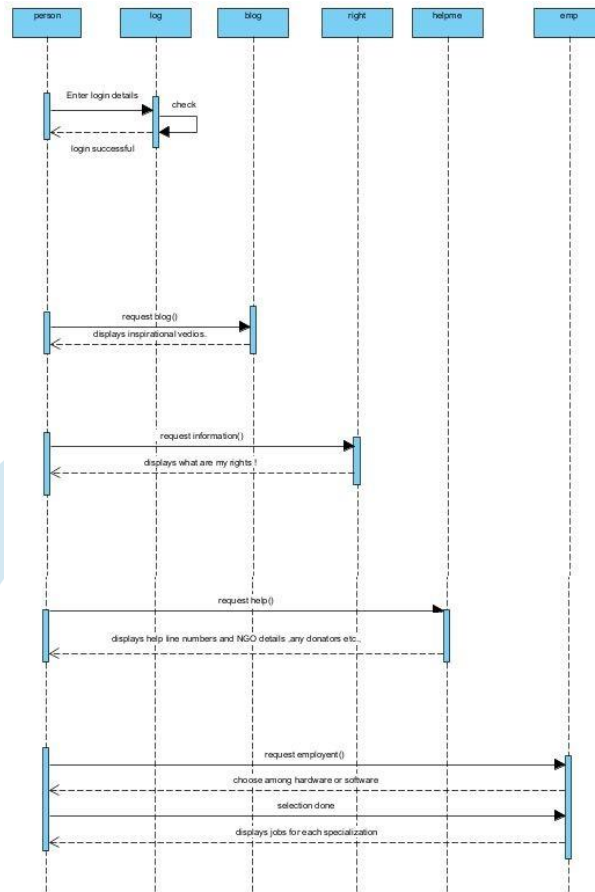 person log blog right helpme emp
Enter login details
check
login successful
request blog()
displays inspirational vedios.
request information()
displays what are my rights !
request help()
displays help line numbers and NGO details ,any donators etc.,
request employent()
choose among hardware or software
selection done
displays jobs for each specialization